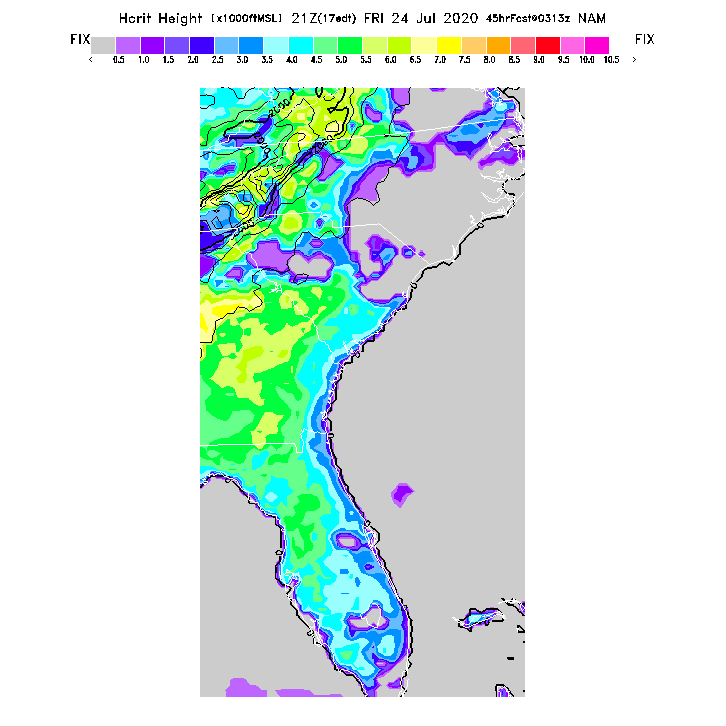 Hcrit Height [x1000ftMSL] 21Z(17edt) FRI 24 Jul 2020 45hrFcst@0313z NAM
FIX FIX
< 0.5 1.0 1.5 2.0 2.5 3.0 3.5 4.0 4.5 5.0 5.5 6.0 6.5 7.0 7.5 8.0 8.5 9.0 9.5 10.0 10.5 >